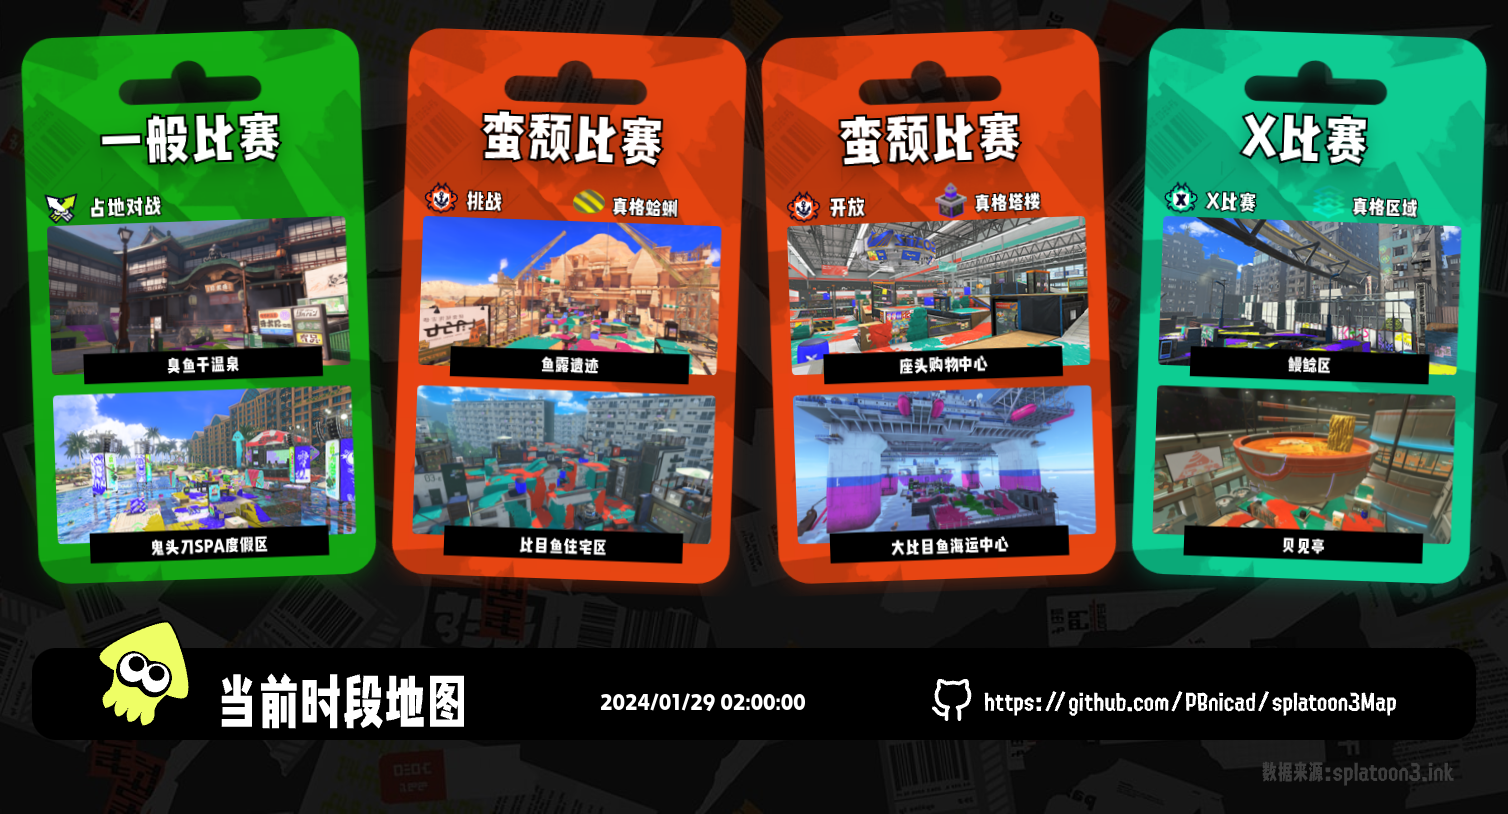 一般比赛
占地对战
臭鱼干温泉
鬼头刀SPA度假区
蛮颓比赛
挑战
真格蛤蜊
鱼露遗迹
比目鱼住宅区
蛮颓比赛
开放
真格塔楼
座头购物中心
大比目鱼海运中心
X比赛
X比赛
真格区域
鳗鲶区
贝见亭
当前时段地图
2024/01/29 02:00:00
https://github.com/PBnicad/splatoon3Map
数据来源:splatoon3.ink